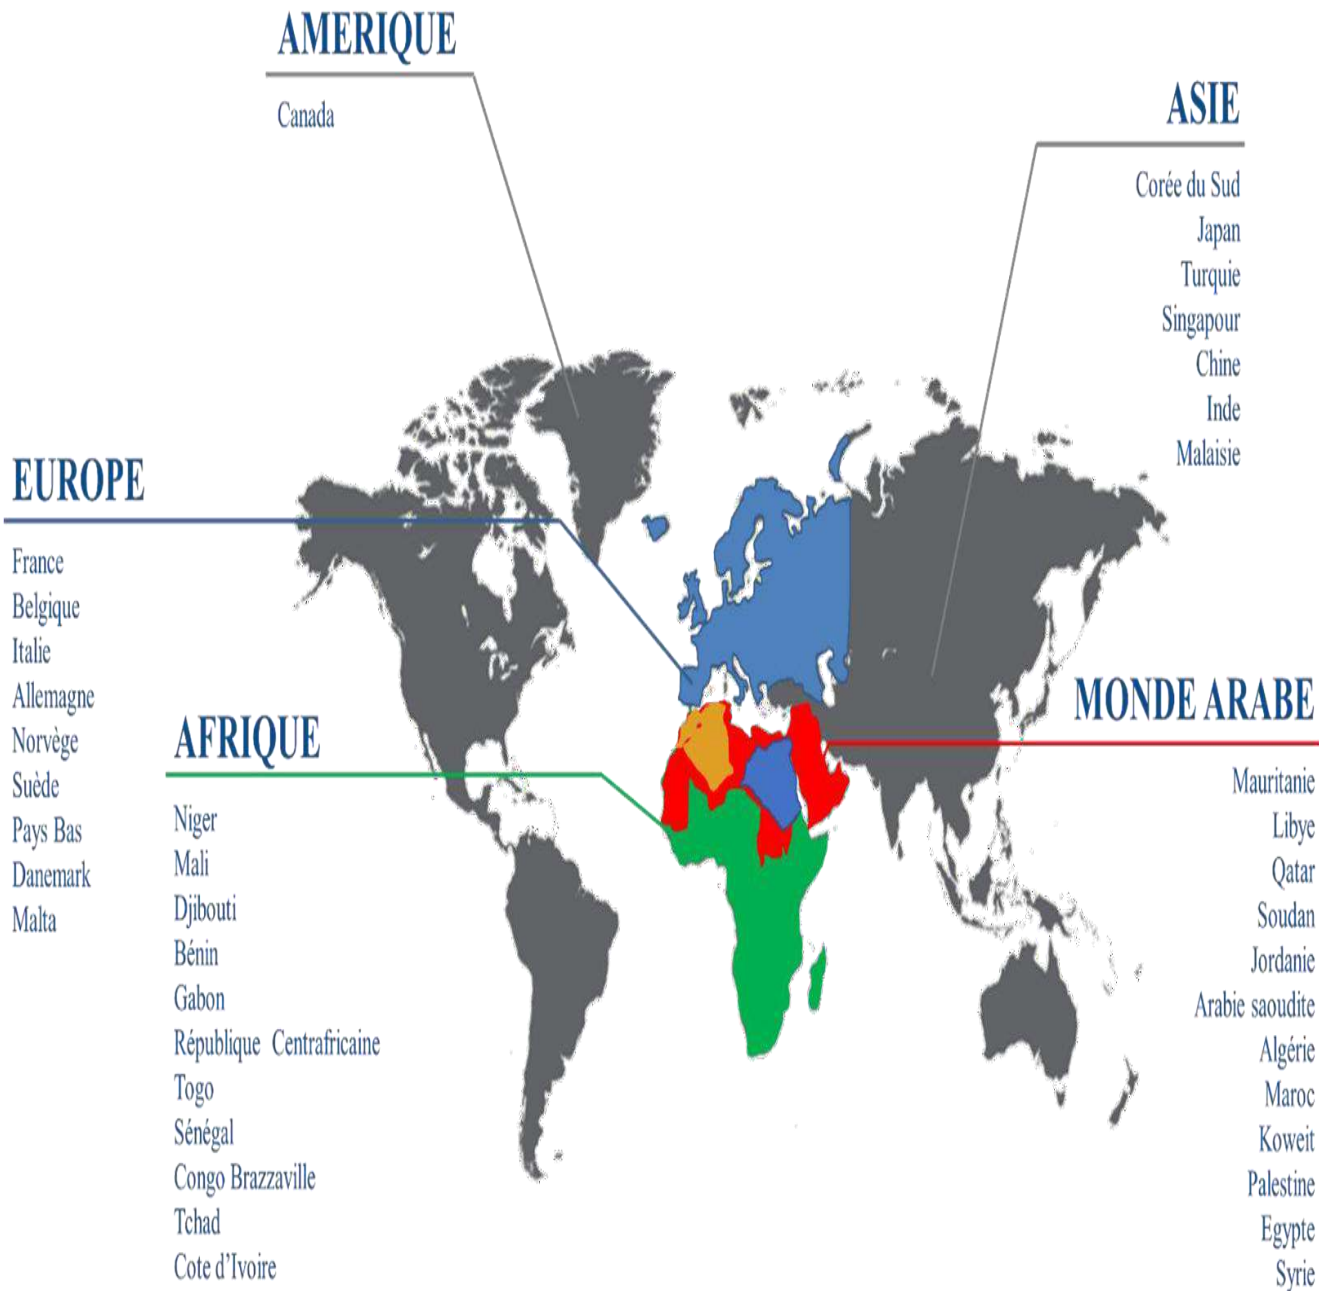 AMERIQUE
Canada
ASIE
Corée du Sud
Japan
Turquie
Singapour
Chine
Inde
Malaisie
EUROPE
France
Belgique
Italie
Allemagne
Norvège
Suède
Pays Bas
Danemark
Malta
AFRIQUE
Niger
Mali
Djibouti
Bénin
Gabon
République Centrafricaine
Togo
Sénégal
Congo Brazzaville
Tchad
Cote d’Ivoire
MONDE ARABE
Mauritanie
Libye
Qatar
Soudan
Jordanie
Arabie saoudite
Algérie
Maroc
Koweit
Palestine
Egypte
Syrie